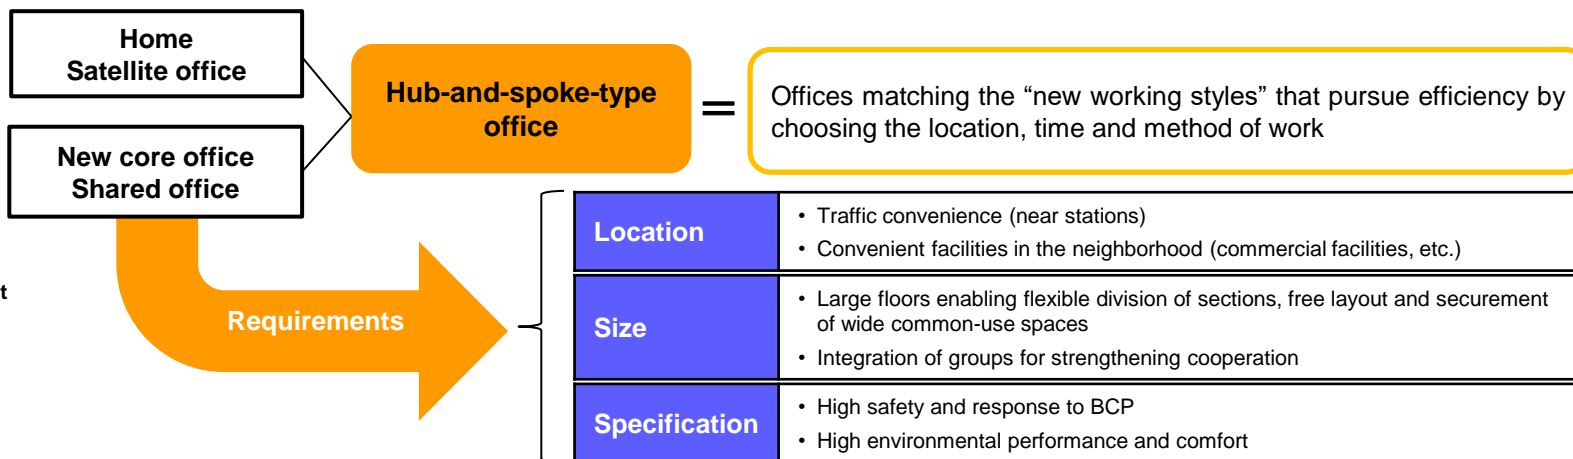 Home
Satellite office
New core office
Shared office
Hub-and-spoke-type
office
=
Offices matching the “new working styles” that pursue efficiency by
choosing the location, time and method of work
t
Requirements
Location
• Traffic convenience (near stations)
• Convenient facilities in the neighborhood (commercial facilities, etc.)
Size
• Large floors enabling flexible division of sections, free layout and securement
of wide common-use spaces
• Integration of groups for strengthening cooperation
Specification
• High safety and response to BCP
• High environmental performance and comfort